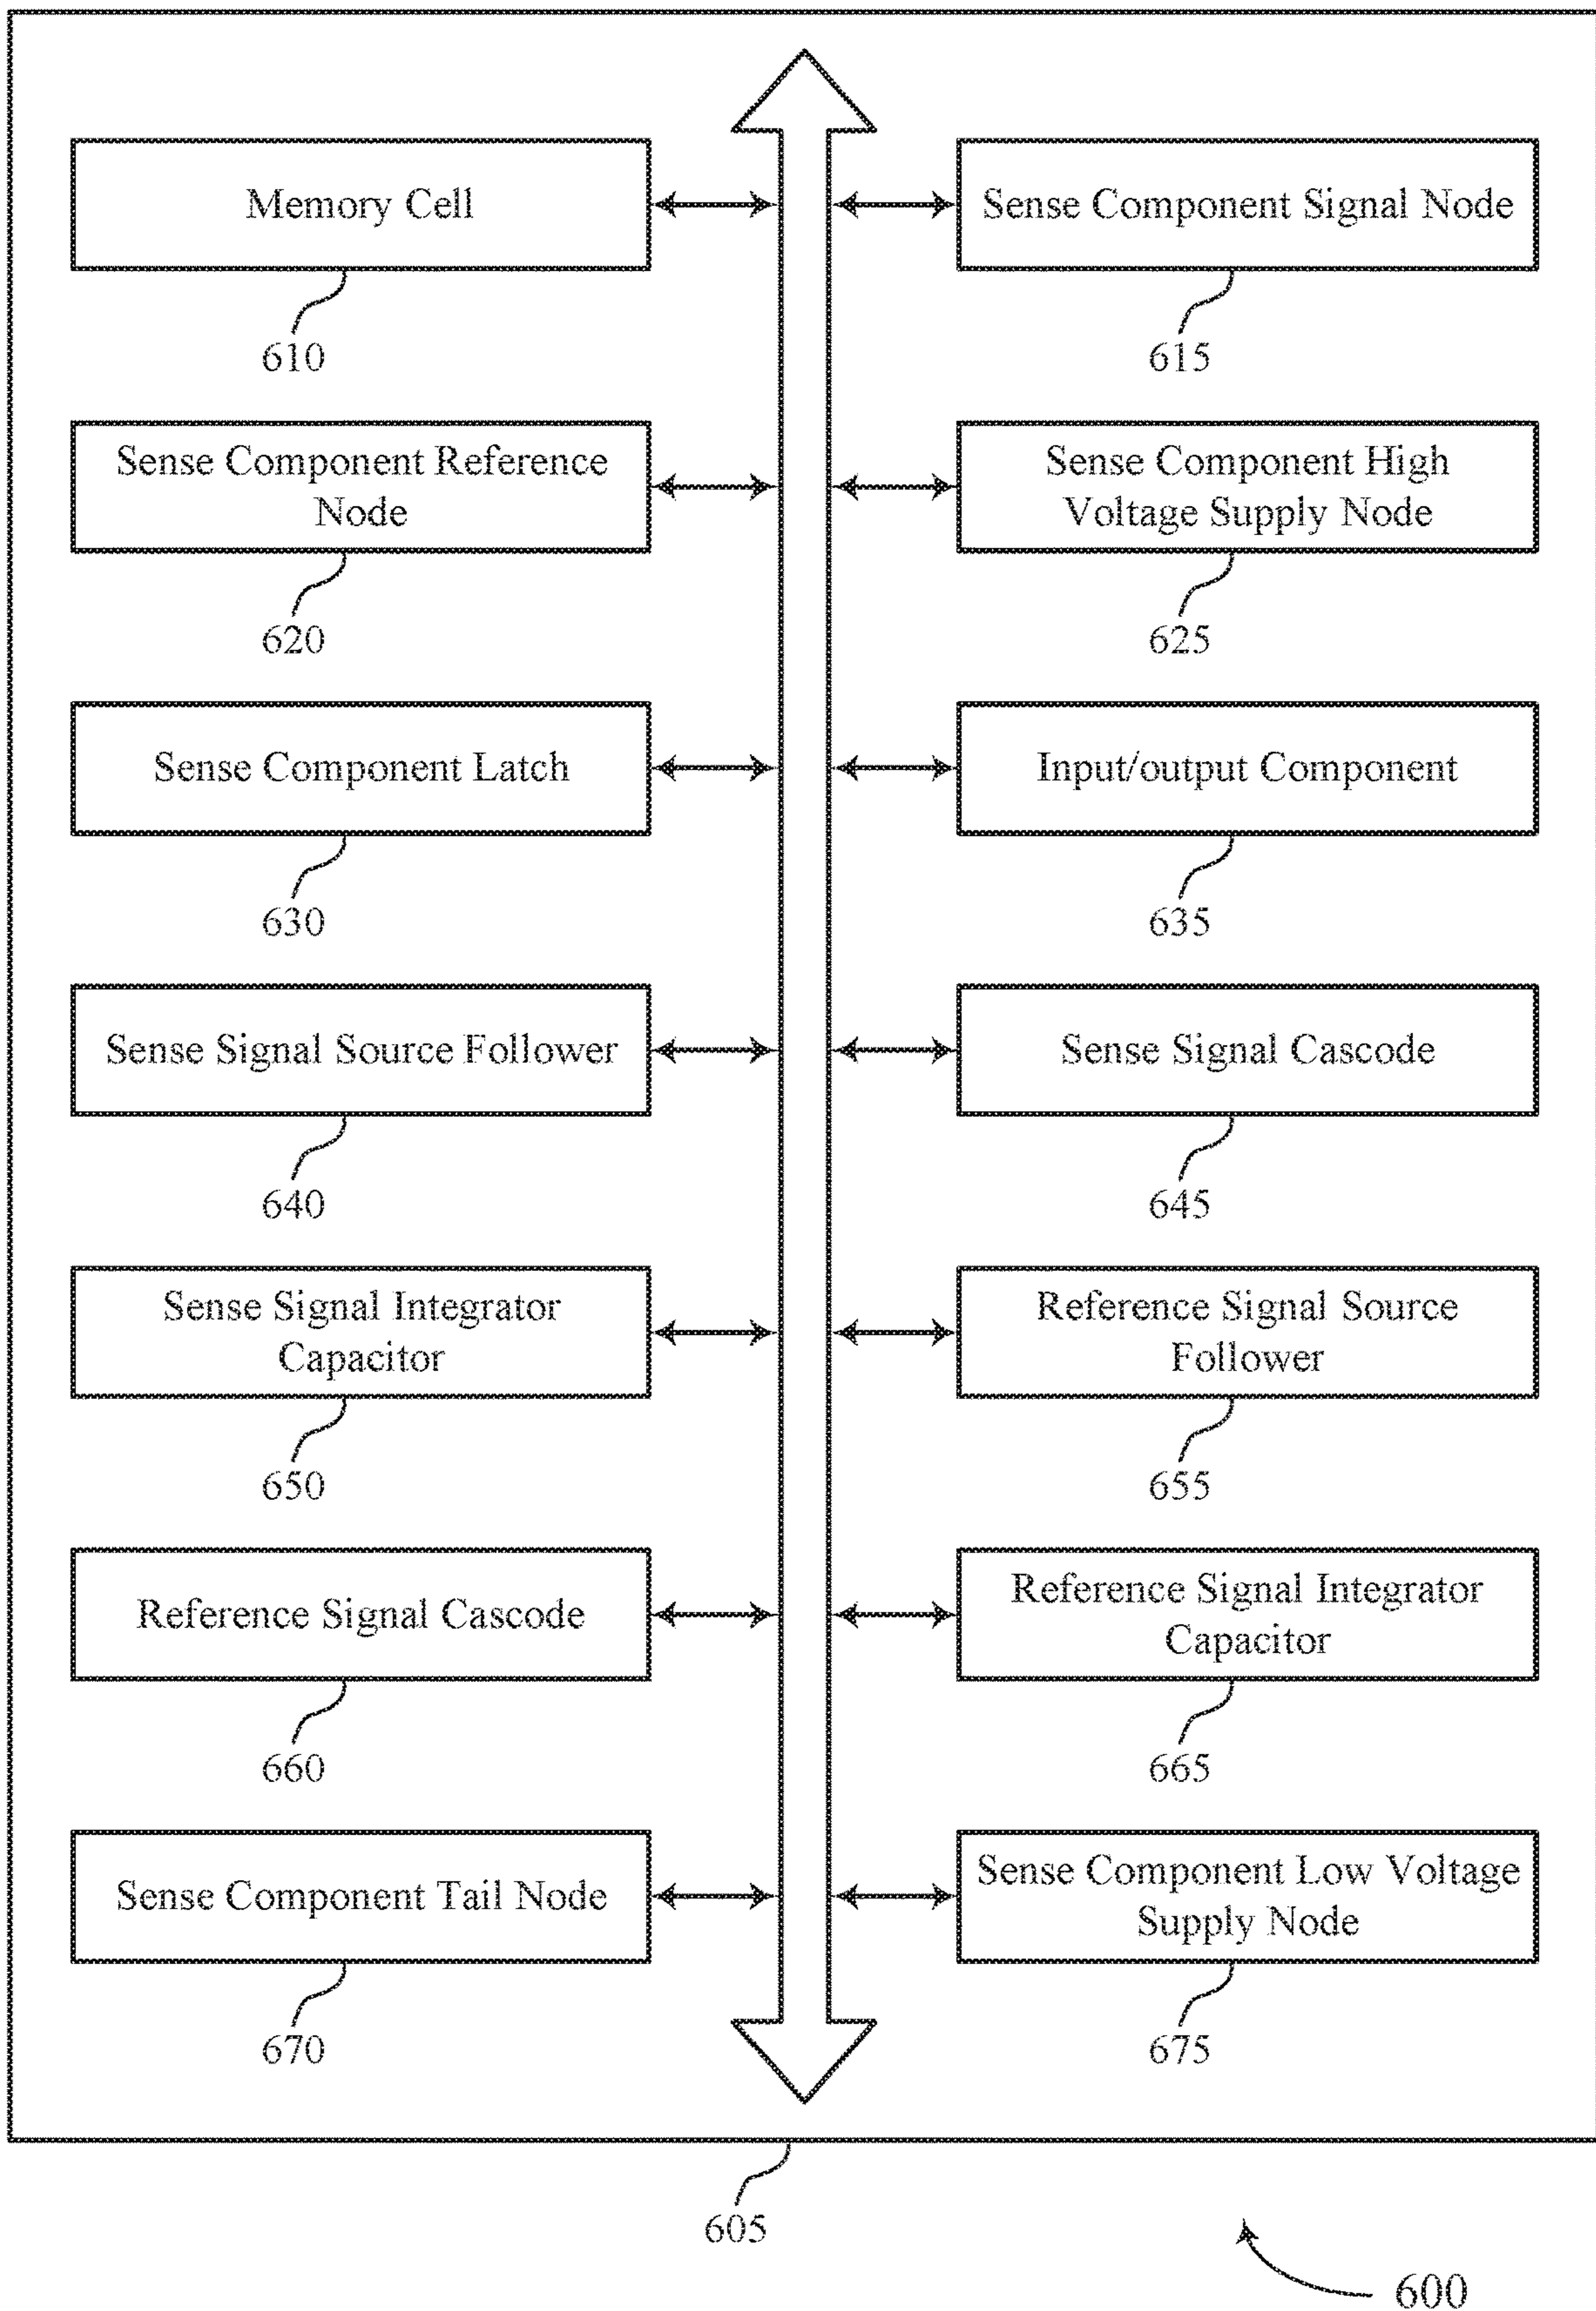 Memory Cell
610
Sense Component Signal Node
615
Sense Component Reference
Node
620
Sense Component High
Voltage Supply Node
625
Sense Component Latch
630
Input/output Component
635
Sense Signal Source Follower
640
Sense Signal Cascode
645
Sense Signal Integrator
Capacitor
650
Reference Signal Source
Follower
655
Reference Signal Cascode
660
Reference Signal Integrator
Capacitor
665
Sense Component Tail Node
670
Sense Component Low Voltage
Supply Node
675
605
600